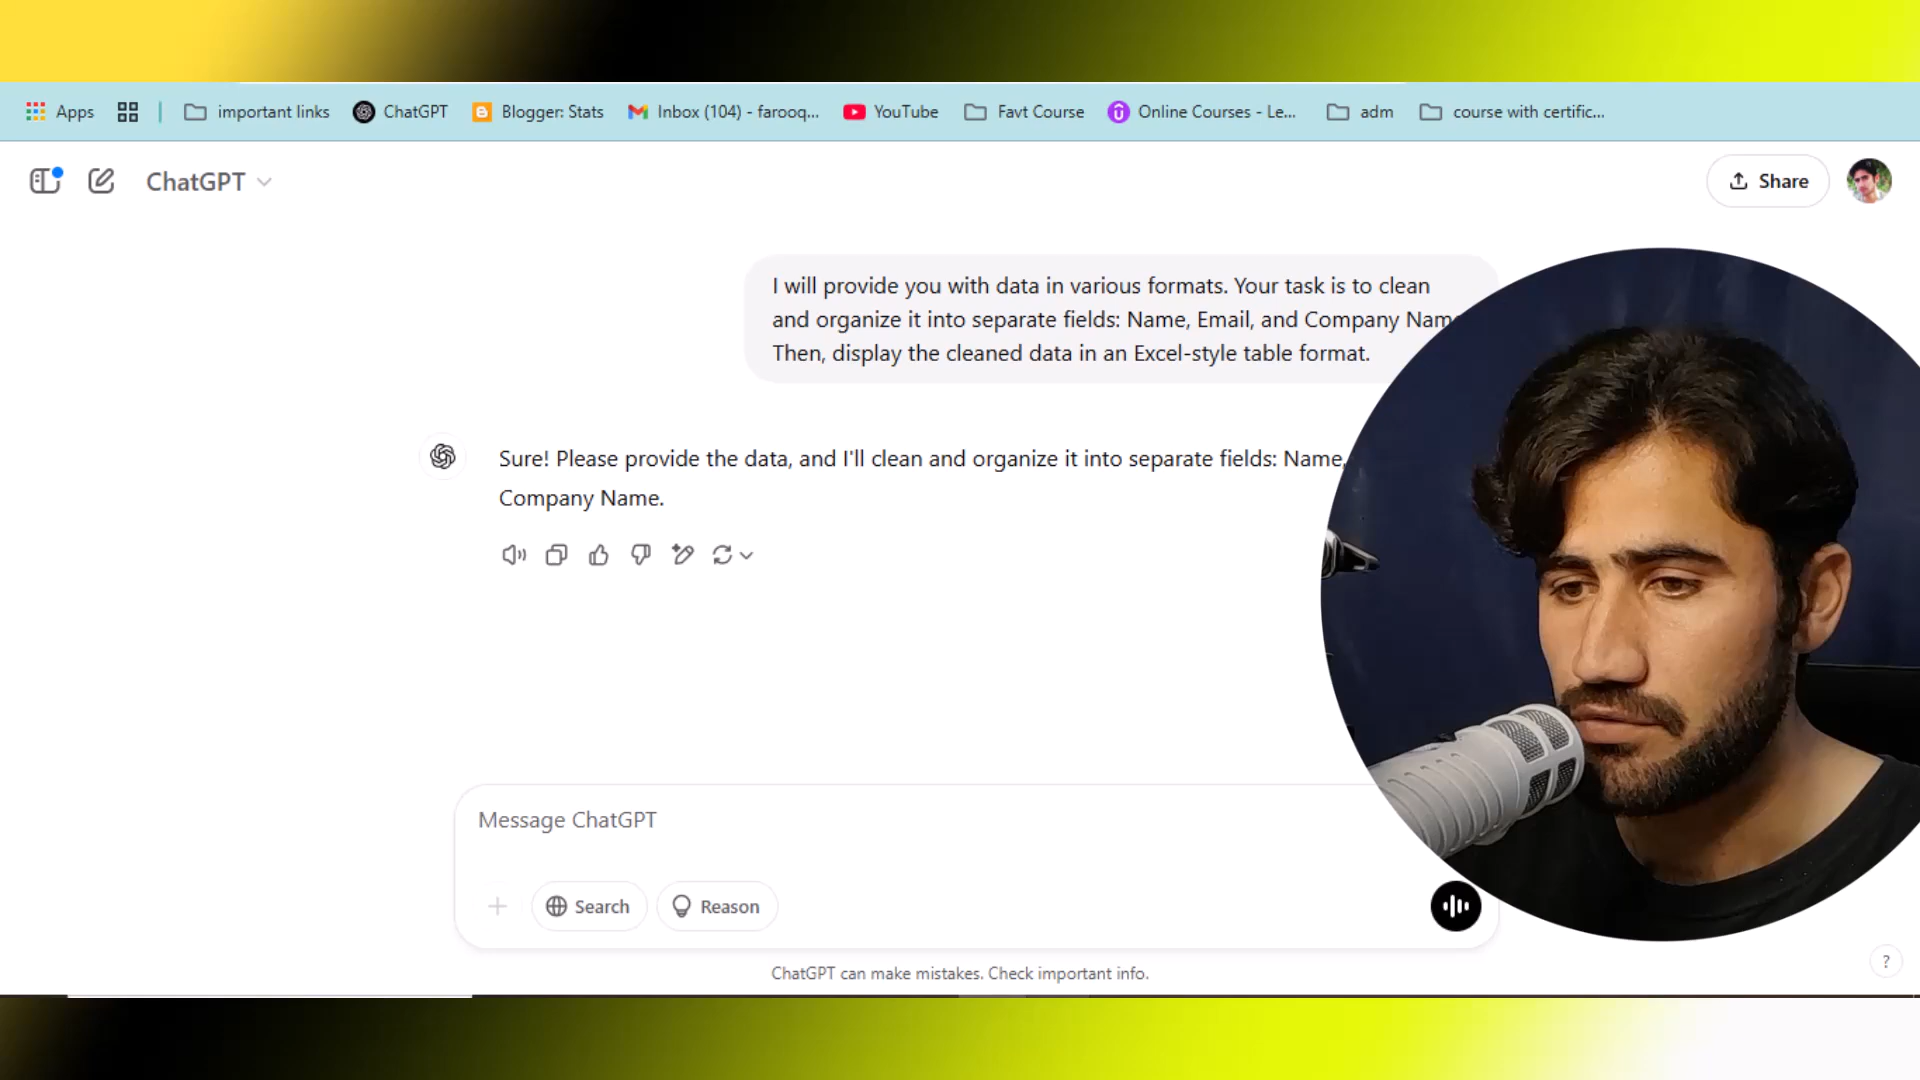 Apps important links ChatGPT Blogger: Stats Inbox (104) - farooq... YouTube Favt Course Online Courses - Le... adm course with certific...
ChatGPT Share
I will provide you with data in various formats. Your task is to clean
and organize it into separate fields: Name, Email, and Company
Then, display the cleaned data in an Excel-style table format.
Sure! Please provide the data, and I'll clean and organize it into separate fields: Name,
Company Name.
Message ChatGPT
+ Search Reason
ChatGPT can make mistakes. Check important info.
?